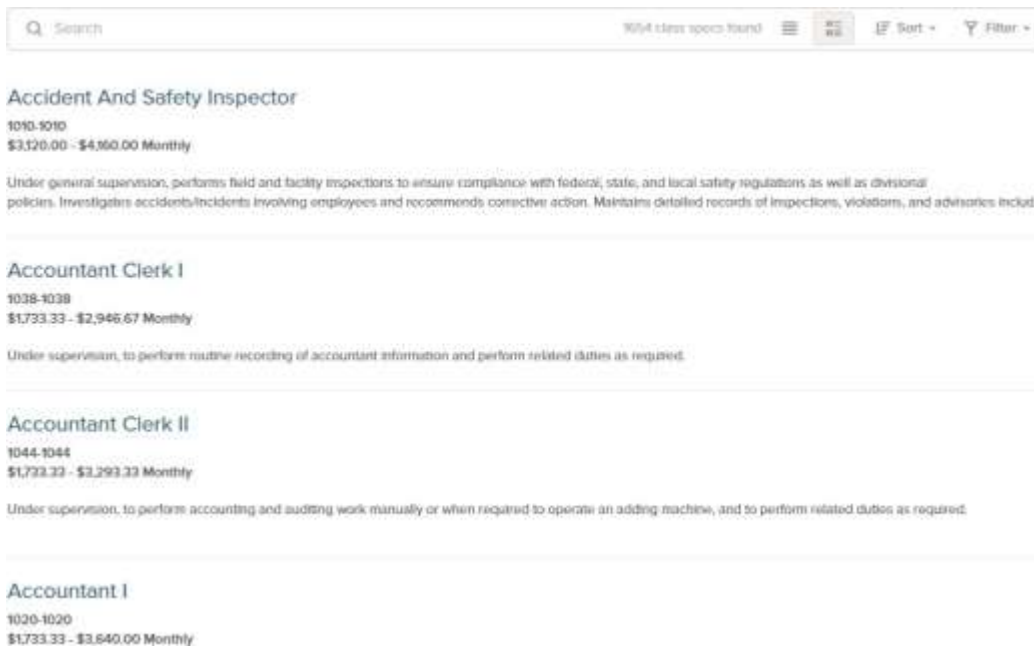 Search 1654 class specs found Sort Filter
Accident And Safety Inspector
1010-1010
$3,120.00 - $4,160.00 Monthly
Under general supervision, performs field and facility inspections to ensure compliance with federal, state, and local safety regulations as well as divisional
policies. Investigates accidents/incidents involving employees and recommends corrective action. Maintains detailed records of inspections, violations, and advisories includ
Accountant Clerk I
1038-1038
$1,733.33 - $2,946.67 Monthly
Under supervision, to perform routine recording of accountant information and perform related duties as required.
Accountant Clerk II
1044-1044
$1,733.33 - $3,293.33 Monthly
Under supervision, to perform accounting and auditing work manually or when required to operate an adding machine, and to perform related duties as required.
Accountant I
1020-1020
$1,733.33 - $3,640.00 Monthly